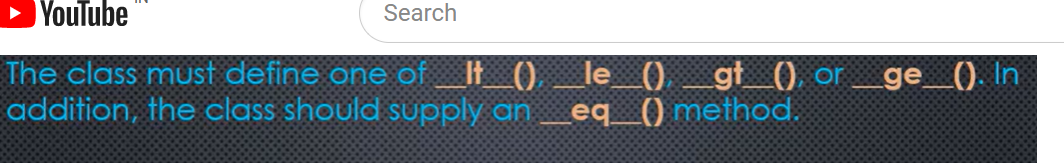 YouTube IN
Search
The class must define one of __lt__(), __le__(), __gt__(), or __ge__(). In
addition, the class should supply an __eq__() method.